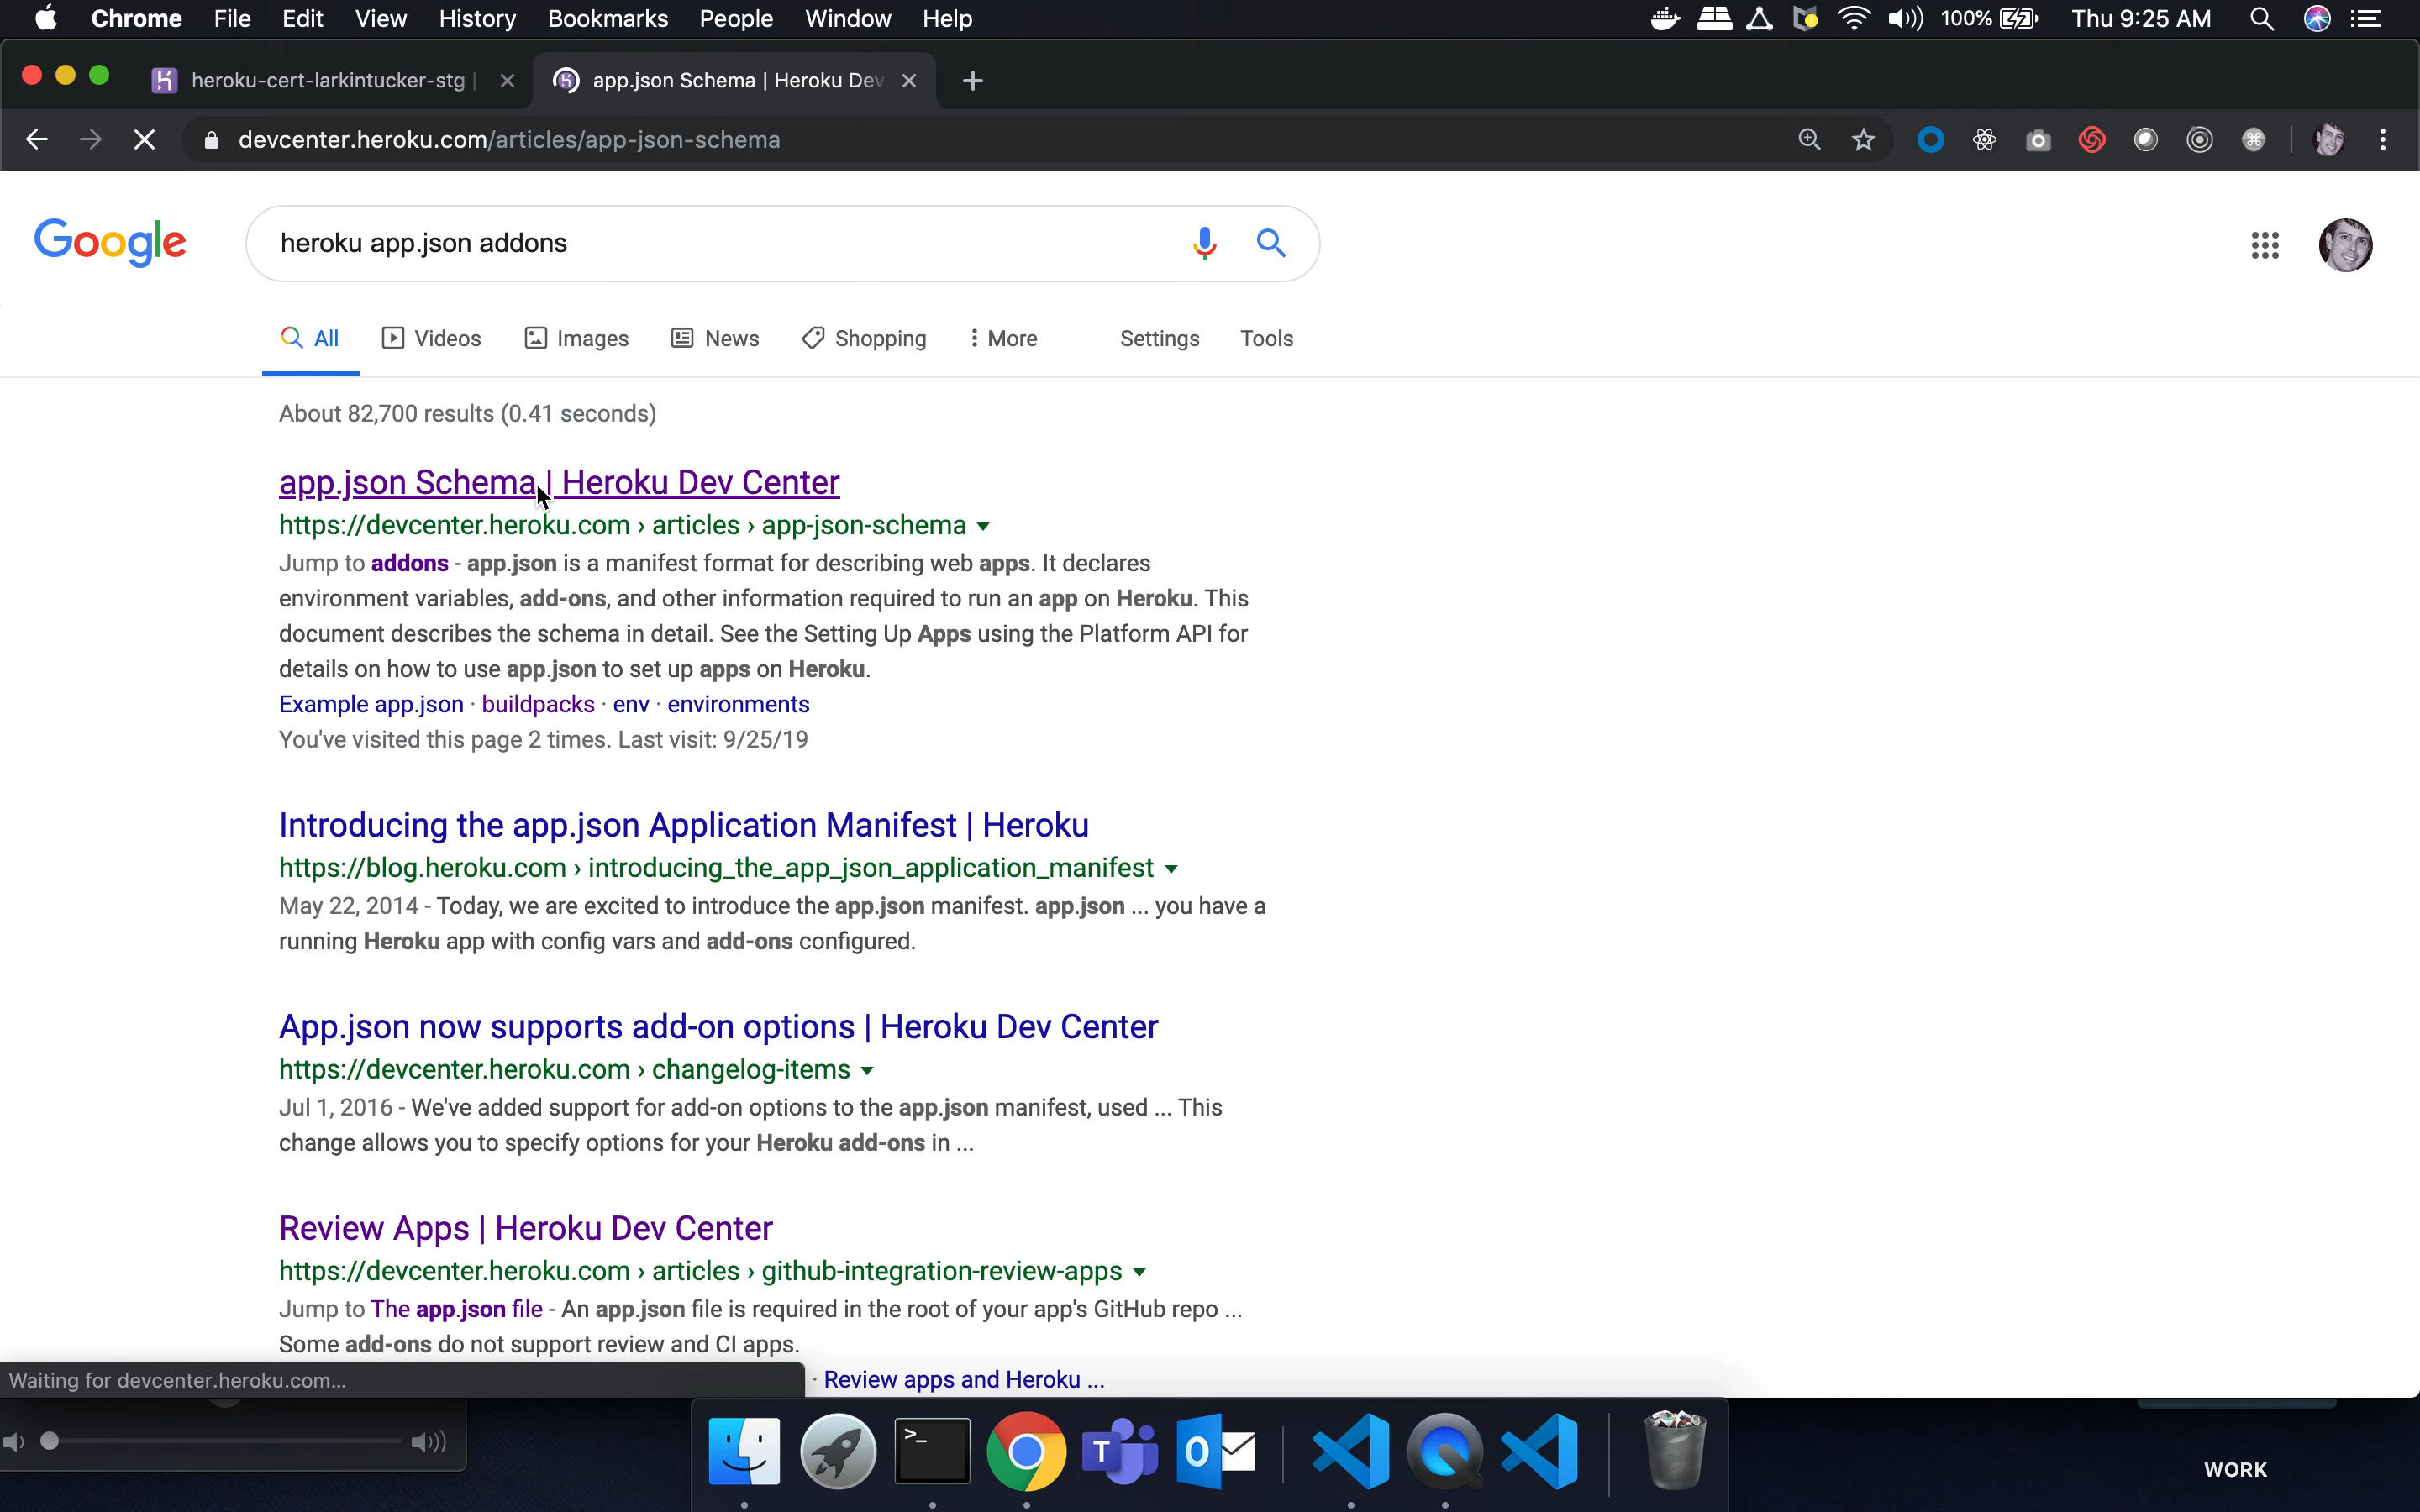 Chrome File Edit View History Bookmarks People Window Help 100% Thu 9:25 AM
heroku-cert-larkintucker-stg | app.json Schema | Heroku Dev
devcenter.heroku.com/articles/app-json-schema
Google heroku app.json addons
All Videos Images News Shopping More Settings Tools
About 82,700 results (0.41 seconds)
app.json Schema | Heroku Dev Center
https://devcenter.heroku.com › articles › app-json-schema
Jump to addons - app.json is a manifest format for describing web apps. It declares
environment variables, add-ons, and other information required to run an app on Heroku. This
document describes the schema in detail. See the Setting Up Apps using the Platform API for
details on how to use app.json to set up apps on Heroku.
Example app.json · buildpacks · env · environments
You've visited this page 2 times. Last visit: 9/25/19
Introducing the app.json Application Manifest | Heroku
https://blog.heroku.com › introducing_the_app_json_application_manifest
May 22, 2014 - Today, we are excited to introduce the app.json manifest. app.json ... you have a
running Heroku app with config vars and add-ons configured.
App.json now supports add-on options | Heroku Dev Center
https://devcenter.heroku.com › changelog-items
Jul 1, 2016 - We've added support for add-on options to the app.json manifest, used ... This
change allows you to specify options for your Heroku add-ons in ...
Review Apps | Heroku Dev Center
https://devcenter.heroku.com › articles › github-integration-review-apps
Jump to The app.json file - An app.json file is required in the root of your app's GitHub repo ...
Some add-ons do not support review and CI apps.
Waiting for devcenter.heroku.com... · Review apps and Heroku ...
>_ T O
WORK